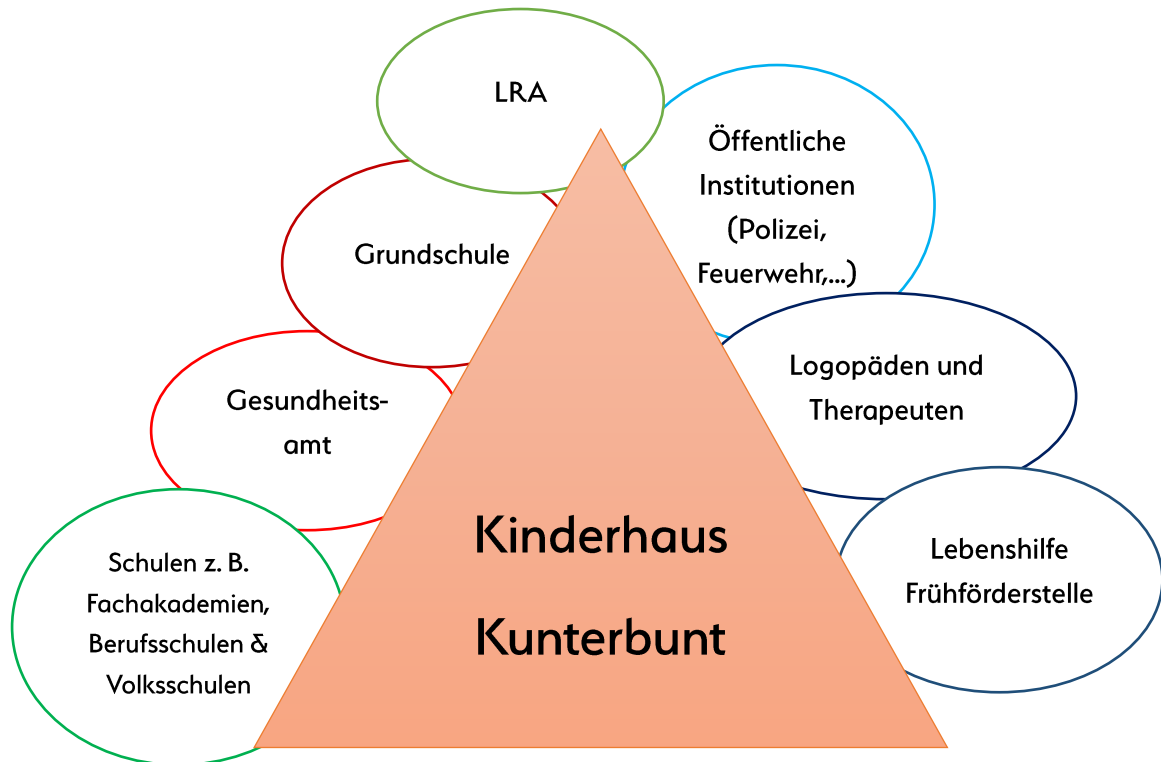 LRA
Öffentliche
Institutionen
(Polizei,
Feuerwehr,...)
Grundschule
Logopäden und
Therapeuten
Gesundheits-
amt
Lebenshilfe
Frühförderstelle
Schulen z. B.
Fachakademien,
Berufsschulen &
Volksschulen
Kinderhaus
Kunterbunt